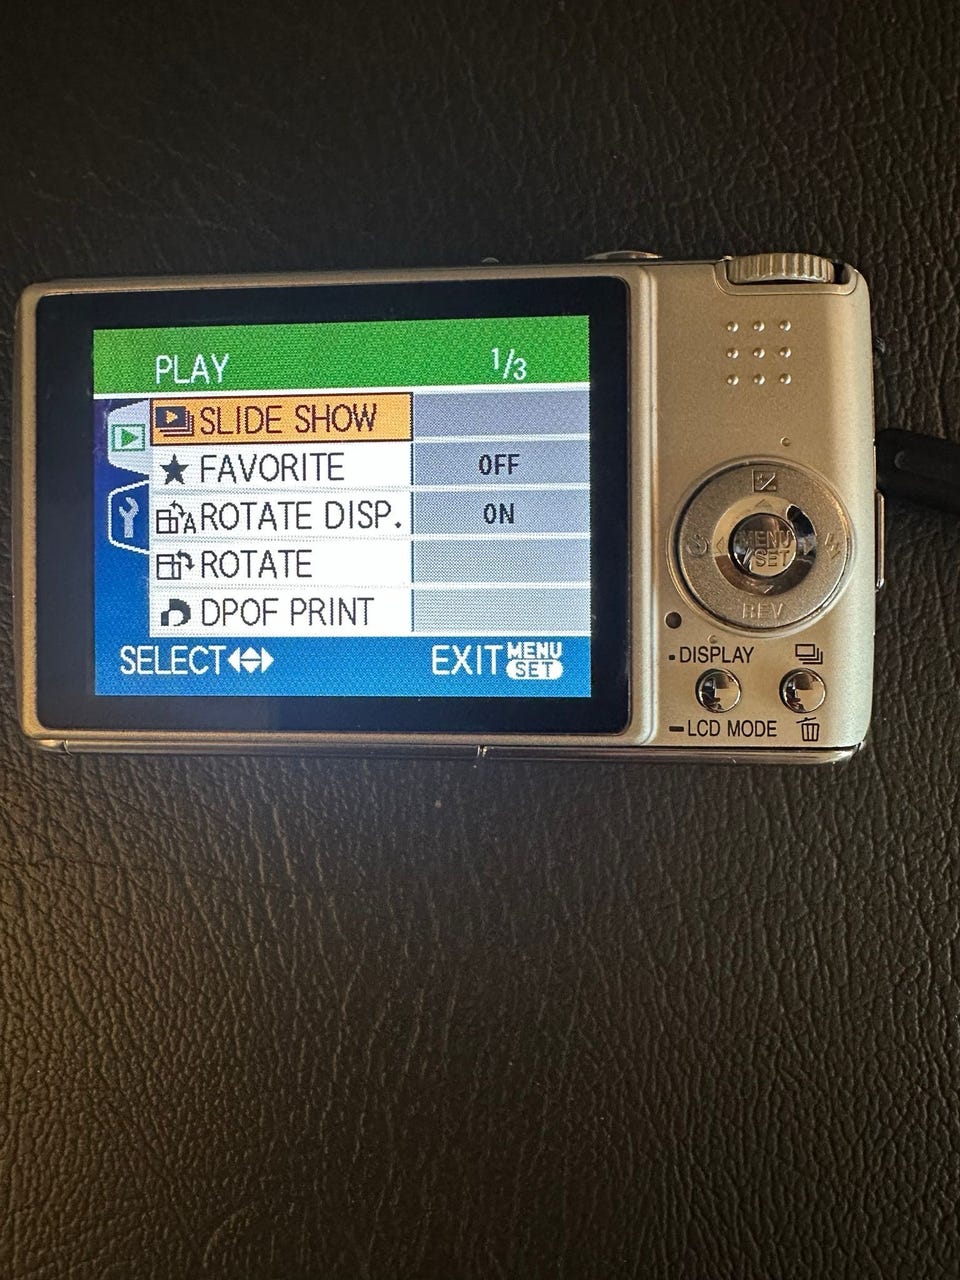 PLAY 1/3
SLIDE SHOW
FAVORITE OFF
ROTATE DISP. ON
ROTATE
DPOF PRINT
SELECT EXIT MENU SET
MENU
/SET
REV
DISPLAY
LCD MODE